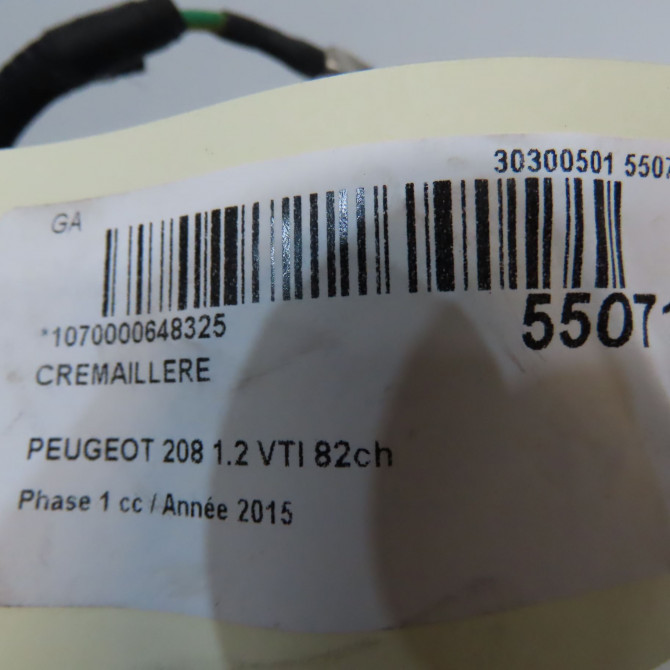 30300501 5507
GA
*1070000648325
55071
CREMAILLERE
PEUGEOT 208 1.2 VTI 82ch
Phase 1 cc / Année 2015